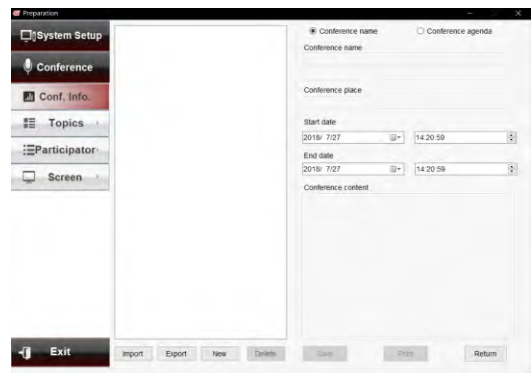 Preparation
System Setup
Conference
Conf. Info.
Topics
Participator
Screen
Exit
Conference name
Conference agenda
Conference name
Conference place
Start date
2018/ 7/27
14:20:59
End date
2018/ 7/27
14:20:59
Conference content
Import
Export
New
Delete
Save
Print
Return